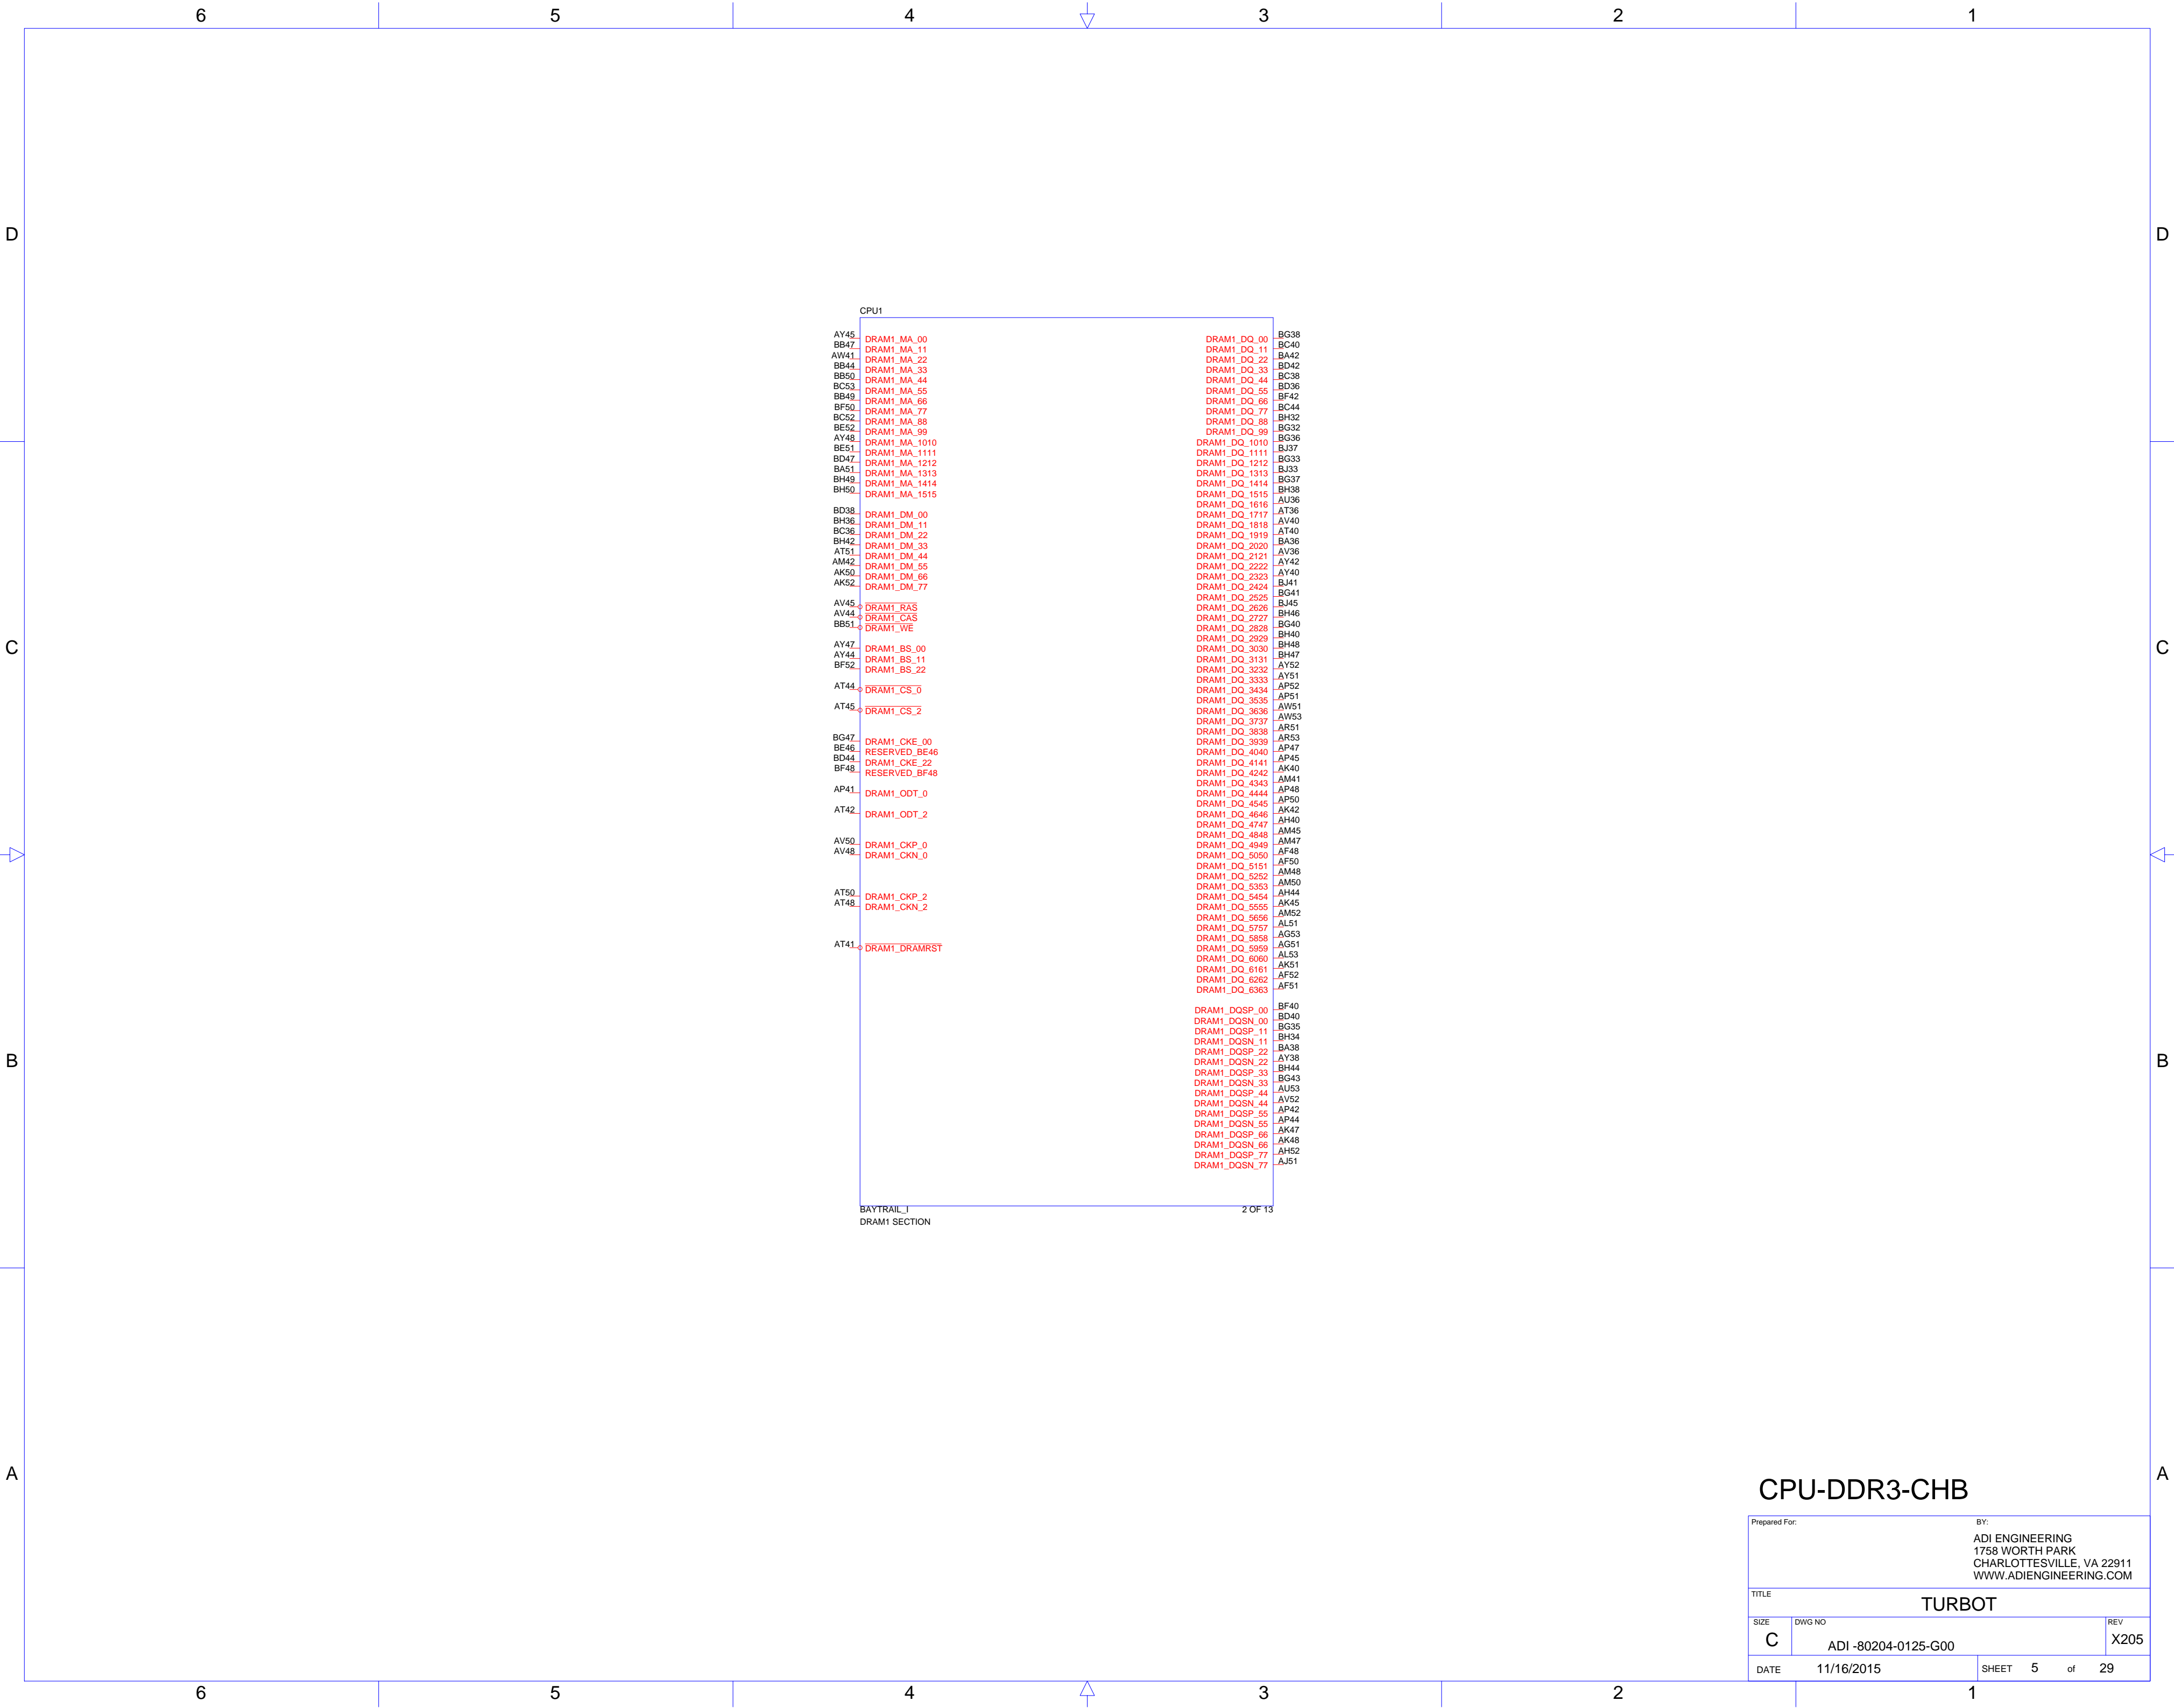 6 5 4 3 2 1
D D
CPU1
AY45 DRAM1_MA_00 DRAM1_DQ_00 BG38
BB47 DRAM1_MA_11 DRAM1_DQ_11 BC40
AW41 DRAM1_MA_22 DRAM1_DQ_22 BA42
BB44 DRAM1_MA_33 DRAM1_DQ_33 BD42
BB50 DRAM1_MA_44 DRAM1_DQ_44 BC38
BC53 DRAM1_MA_55 DRAM1_DQ_55 BD36
BB49 DRAM1_MA_66 DRAM1_DQ_66 BF42
BF50 DRAM1_MA_77 DRAM1_DQ_77 BC44
BC52 DRAM1_MA_88 DRAM1_DQ_88 BH32
BE52 DRAM1_MA_99 DRAM1_DQ_99 BG32
AY48 DRAM1_MA_1010 DRAM1_DQ_1010 BG36
BE51 DRAM1_MA_1111 DRAM1_DQ_1111 BJ37
BD47 DRAM1_MA_1212 DRAM1_DQ_1212 BG33
BA51 DRAM1_MA_1313 DRAM1_DQ_1313 BJ33
BH49 DRAM1_MA_1414 DRAM1_DQ_1414 BG37
BH50 DRAM1_MA_1515 DRAM1_DQ_1515 BH38
DRAM1_DQ_1616 AU36
BD38 DRAM1_DM_00 DRAM1_DQ_1717 AT36
BH36 DRAM1_DM_11 DRAM1_DQ_1818 AV40
BC36 DRAM1_DM_22 DRAM1_DQ_1919 AT40
BH42 DRAM1_DM_33 DRAM1_DQ_2020 BA36
AT51 DRAM1_DM_44 DRAM1_DQ_2121 AV36
AM42 DRAM1_DM_55 DRAM1_DQ_2222 AY42
AK50 DRAM1_DM_66 DRAM1_DQ_2323 AY40
AK52 DRAM1_DM_77 DRAM1_DQ_2424 BJ41
DRAM1_DQ_2525 BG41
AV45 DRAM1_RAS DRAM1_DQ_2626 BJ45
AV44 DRAM1_CAS DRAM1_DQ_2727 BH46
BB51 DRAM1_WE DRAM1_DQ_2828 BG40
DRAM1_DQ_2929 BH40
AY47 DRAM1_BS_00 DRAM1_DQ_3030 BH48
AY44 DRAM1_BS_11 DRAM1_DQ_3131 BH47
BF52 DRAM1_BS_22 DRAM1_DQ_3232 AY52
DRAM1_DQ_3333 AY51
AT44 DRAM1_CS_0 DRAM1_DQ_3434 AP52
DRAM1_DQ_3535 AP51
AT45 DRAM1_CS_2 DRAM1_DQ_3636 AW51
DRAM1_DQ_3737 AW53
DRAM1_DQ_3838 AR51
BG47 DRAM1_CKE_00 DRAM1_DQ_3939 AR53
BE46 RESERVED_BE46 DRAM1_DQ_4040 AP47
BD44 DRAM1_CKE_22 DRAM1_DQ_4141 AP45
BF48 RESERVED_BF48 DRAM1_DQ_4242 AK40
DRAM1_DQ_4343 AM41
AP41 DRAM1_ODT_0 DRAM1_DQ_4444 AP48
DRAM1_DQ_4545 AP50
AT42 DRAM1_ODT_2 DRAM1_DQ_4646 AK42
DRAM1_DQ_4747 AH40
DRAM1_DQ_4848 AM45
AV50 DRAM1_CKP_0 DRAM1_DQ_4949 AM47
AV48 DRAM1_CKN_0 DRAM1_DQ_5050 AF48
DRAM1_DQ_5151 AF50
DRAM1_DQ_5252 AM48
DRAM1_DQ_5353 AM50
AT50 DRAM1_CKP_2 DRAM1_DQ_5454 AH44
AT48 DRAM1_CKN_2 DRAM1_DQ_5555 AK45
DRAM1_DQ_5656 AM52
DRAM1_DQ_5757 AL51
DRAM1_DQ_5858 AG53
AT41 DRAM1_DRAMRST DRAM1_DQ_5959 AG51
DRAM1_DQ_6060 AL53
DRAM1_DQ_6161 AK51
DRAM1_DQ_6262 AF52
DRAM1_DQ_6363 AF51
DRAM1_DQSP_00 BF40
DRAM1_DQSN_00 BD40
DRAM1_DQSP_11 BG35
DRAM1_DQSN_11 BH34
DRAM1_DQSP_22 BA38
DRAM1_DQSN_22 AY38
DRAM1_DQSP_33 BH44
DRAM1_DQSN_33 BG43
DRAM1_DQSP_44 AU53
DRAM1_DQSN_44 AV52
DRAM1_DQSP_55 AP42
DRAM1_DQSN_55 AP44
DRAM1_DQSP_66 AK47
DRAM1_DQSN_66 AK48
DRAM1_DQSP_77 AH52
DRAM1_DQSN_77 AJ51
BAYTRAIL_I 2 OF 13
DRAM1 SECTION
C C
B B
A A
CPU-DDR3-CHB
Prepared For: BY:
ADI ENGINEERING
1758 WORTH PARK
CHARLOTTESVILLE, VA 22911
WWW.ADIENGINEERING.COM
TITLE
TURBOT
SIZE DWG NO REV
C ADI -80204-0125-G00 X205
DATE 11/16/2015 SHEET 5 of 29
6 5 4 3 2 1